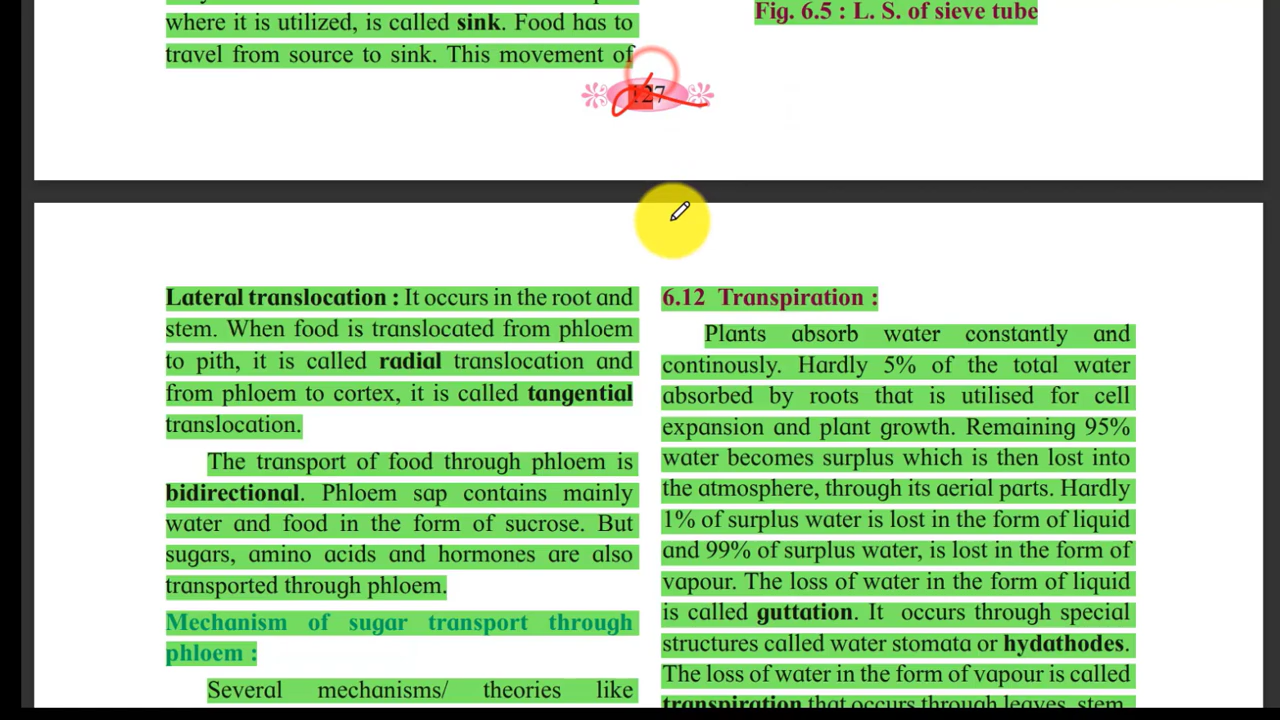 where it is utilized, is called sink. Food has to
travel from source to sink. This movement of
Fig. 6.5 : L. S. of sieve tube
127
Lateral translocation : It occurs in the root and
stem. When food is translocated from phloem
to pith, it is called radial translocation and
from phloem to cortex, it is called tangential
translocation.
The transport of food through phloem is
bidirectional. Phloem sap contains mainly
water and food in the form of sucrose. But
sugars, amino acids and hormones are also
transported through phloem.
Mechanism of sugar transport through
phloem :
Several mechanisms/ theories like
6.12 Transpiration :
Plants absorb water constantly and
continously. Hardly 5% of the total water
absorbed by roots that is utilised for cell
expansion and plant growth. Remaining 95%
water becomes surplus which is then lost into
the atmosphere, through its aerial parts. Hardly
1% of surplus water is lost in the form of liquid
and 99% of surplus water, is lost in the form of
vapour. The loss of water in the form of liquid
is called guttation. It occurs through special
structures called water stomata or hydathodes.
The loss of water in the form of vapour is called
transpiration that occurs through leaves, stem